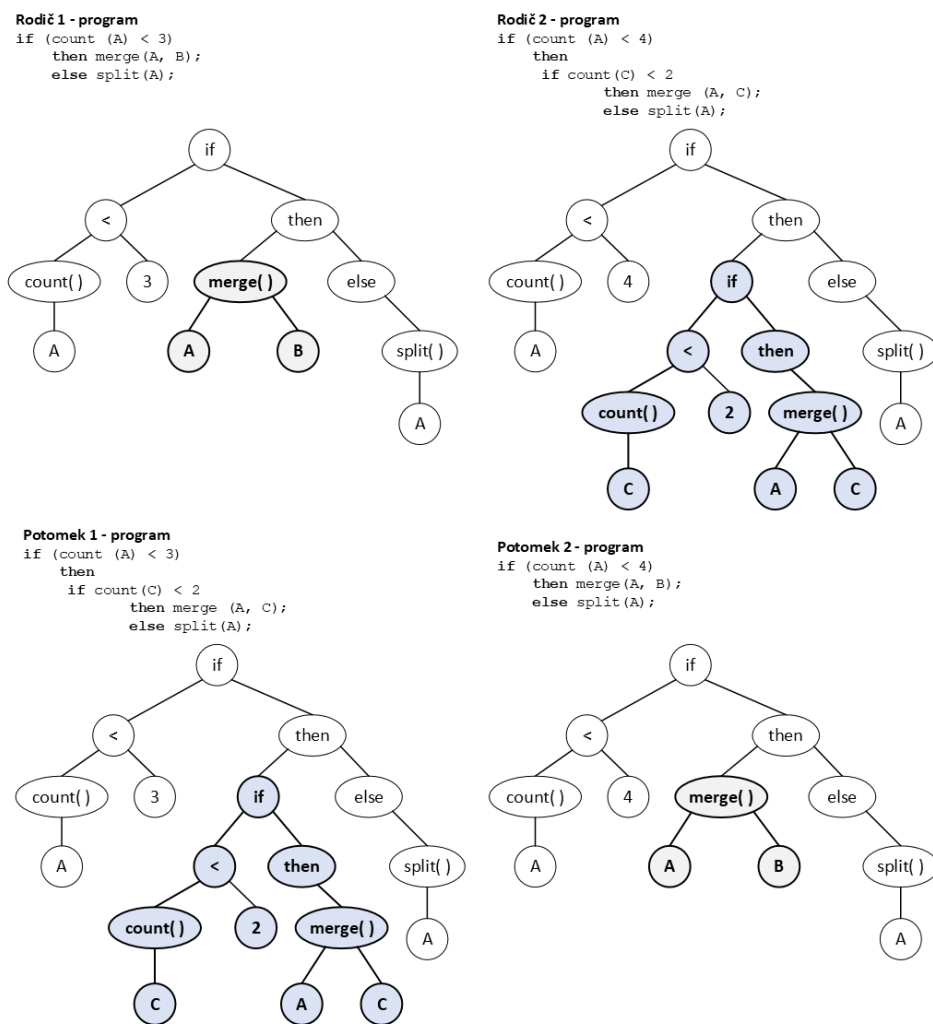 Rodič 1 - program
if (count (A) < 3)
then merge(A, B);
else split(A);
if
<
then
count( )
3
merge( )
else
A
A
B
split( )
A
Rodič 2 - program
if (count (A) < 4)
then
if count(C) < 2
then merge (A, C);
else split(A);
if
<
then
count( )
4
if
else
A
<
then
split( )
count( )
2
merge( )
A
C
A
C
Potomek 1 - program
if (count (A) < 3)
then
if count(C) < 2
then merge (A, C);
else split(A);
if
<
then
count( )
3
if
else
A
<
then
split( )
count( )
2
merge( )
A
C
A
C
Potomek 2 - program
if (count (A) < 4)
then merge(A, B);
else split(A);
if
<
then
count( )
4
merge( )
else
A
A
B
split( )
A